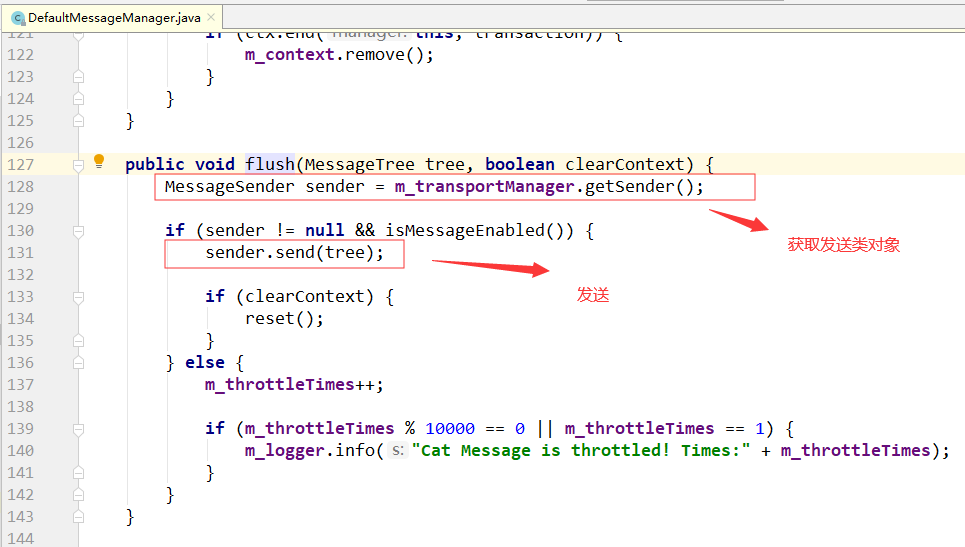 DefaultMessageManager.java
121 if (ctx.end( manager: this, transaction)) {
122 m_context.remove();
123 }
124 }
125 }
126
127 public void flush(MessageTree tree, boolean clearContext) {
128 MessageSender sender = m_transportManager.getSender();
129
获取发送类对象
130 if (sender != null && isMessageEnabled()) {
131 sender.send(tree);
发送
132
133 if (clearContext) {
134 reset();
135 }
136 } else {
137 m_throttleTimes++;
138
139 if (m_throttleTimes % 10000 == 0 || m_throttleTimes == 1) {
140 m_logger.info( s: "Cat Message is throttled! Times:" + m_throttleTimes);
141 }
142 }
143 }
144